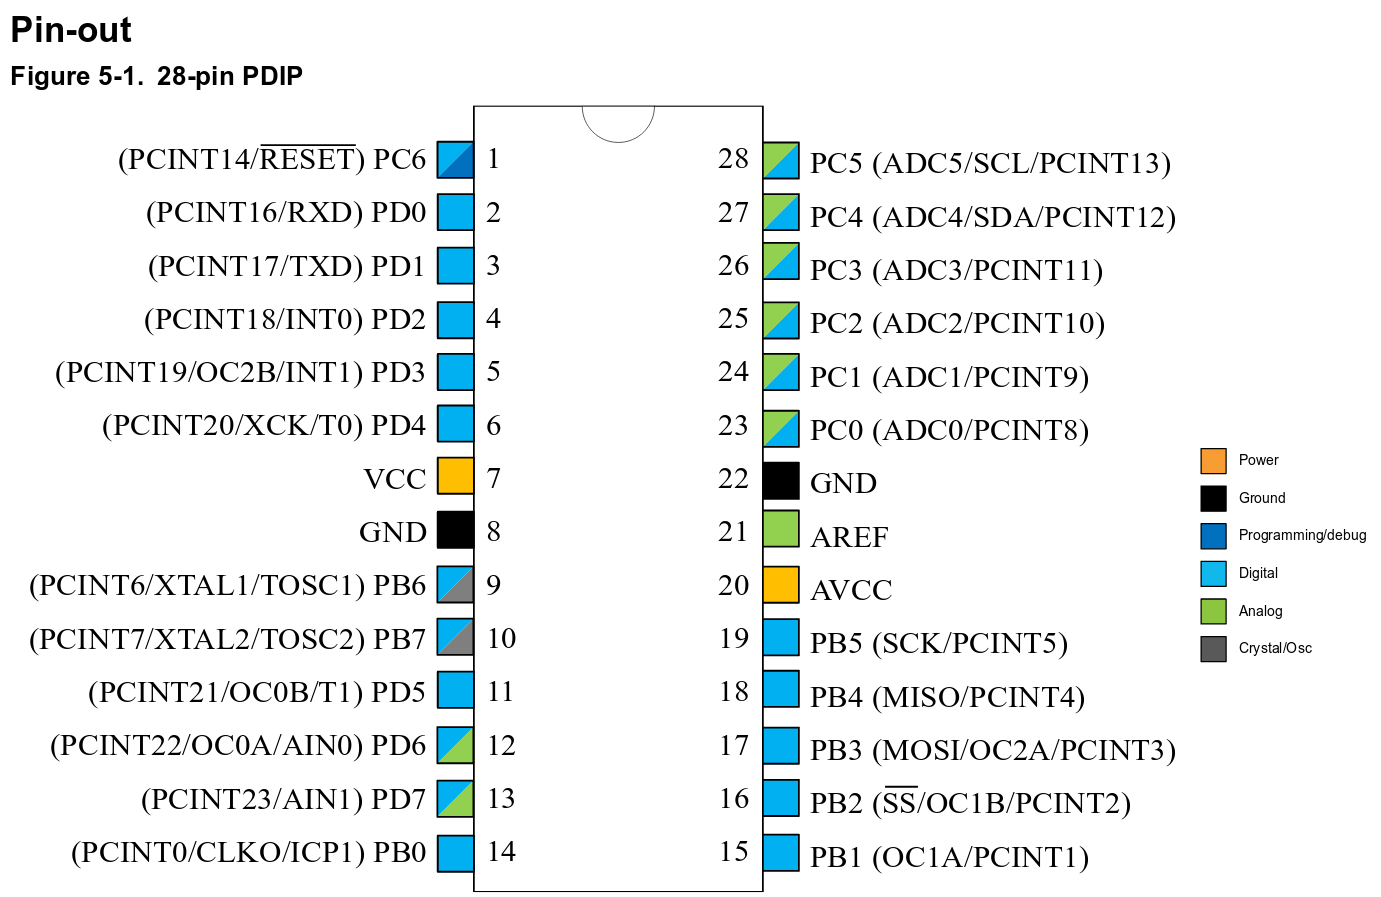 Pin-out
Figure 5-1. 28-pin PDIP
(PCINT14/RESET) PC6 1
(PCINT16/RXD) PD0 2
(PCINT17/TXD) PD1 3
(PCINT18/INT0) PD2 4
(PCINT19/OC2B/INT1) PD3 5
(PCINT20/XCK/T0) PD4 6
VCC 7
GND 8
(PCINT6/XTAL1/TOSC1) PB6 9
(PCINT7/XTAL2/TOSC2) PB7 10
(PCINT21/OC0B/T1) PD5 11
(PCINT22/OC0A/AIN0) PD6 12
(PCINT23/AIN1) PD7 13
(PCINT0/CLKO/ICP1) PB0 14
28 PC5 (ADC5/SCL/PCINT13)
27 PC4 (ADC4/SDA/PCINT12)
26 PC3 (ADC3/PCINT11)
25 PC2 (ADC2/PCINT10)
24 PC1 (ADC1/PCINT9)
23 PC0 (ADC0/PCINT8)
22 GND
21 AREF
20 AVCC
19 PB5 (SCK/PCINT5)
18 PB4 (MISO/PCINT4)
17 PB3 (MOSI/OC2A/PCINT3)
16 PB2 (SS/OC1B/PCINT2)
15 PB1 (OC1A/PCINT1)
Power
Ground
Programming/debug
Digital
Analog
Crystal/Osc